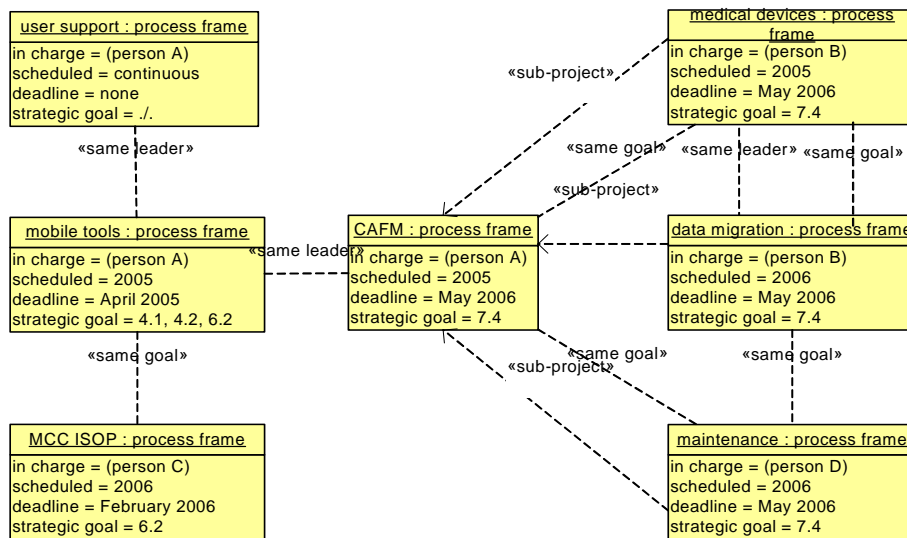 user support : process frame
in charge = (person A)
scheduled = continuous
deadline = none
strategic goal = ./.
«same leader»
mobile tools : process frame
in charge = (person A)
scheduled = 2005
deadline = April 2005
strategic goal = 4.1, 4.2, 6.2
«same goal»
MCC ISOP : process frame
in charge = (person C)
scheduled = 2006
deadline = February 2006
strategic goal = 6.2
«same leader»
CAFM : process frame
in charge = (person A)
scheduled = 2005
deadline = May 2006
strategic goal = 7.4
«sub-project»
«same goal»
«sub-project»
«same goal»
«sub-project»
medical devices : process
frame
in charge = (person B)
scheduled = 2005
deadline = May 2006
strategic goal = 7.4
«same leader»
«same goal»
data migration : process frame
in charge = (person B)
scheduled = 2006
deadline = May 2006
strategic goal = 7.4
«same goal»
maintenance : process frame
in charge = (person D)
scheduled = 2006
deadline = May 2006
strategic goal = 7.4